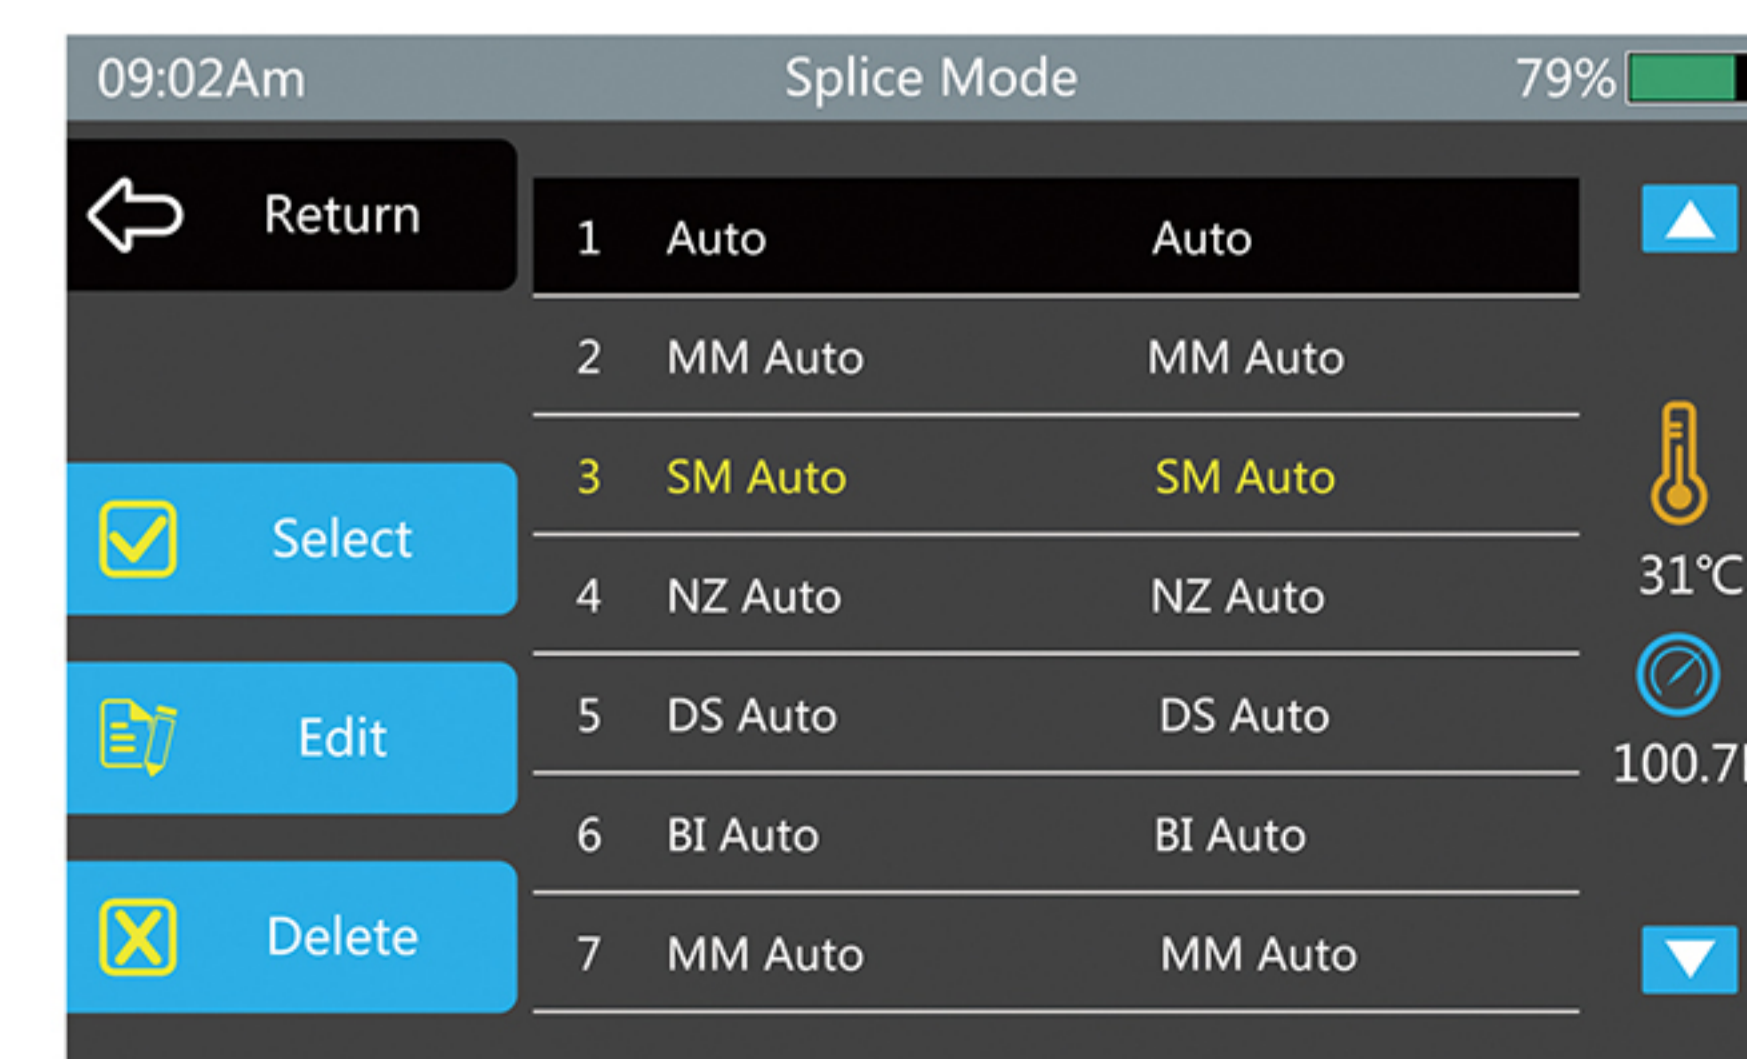 09:02Am Splice Mode 79%
Return
Select
Edit
Delete
1 Auto Auto
2 MM Auto MM Auto
3 SM Auto SM Auto
4 NZ Auto NZ Auto
5 DS Auto DS Auto
6 BI Auto BI Auto
7 MM Auto MM Auto
31°C
100.7